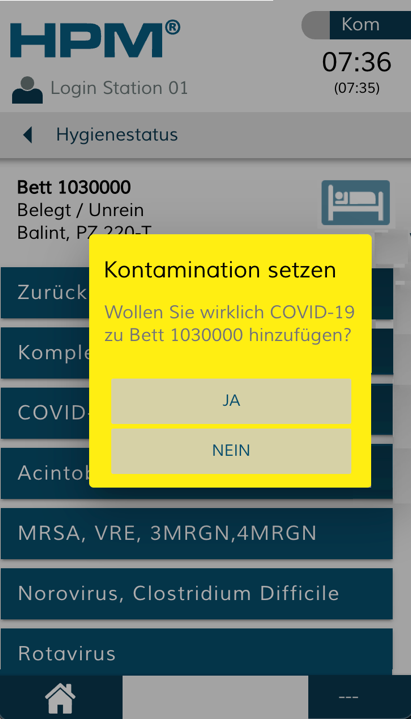 HPM®
Kom
07:36
(07:35)
Login Station 01
Hygienestatus
Bett 1030000
Belegt / Unrein
Balint, PZ 220-T
Kontamination setzen
Wollen Sie wirklich COVID-19
zu Bett 1030000 hinzufügen?
JA
NEIN
Zurück
Komple
COVID-
Acintob
MRSA, VRE, 3MRGN,4MRGN
Norovirus, Clostridium Difficile
Rotavirus
---